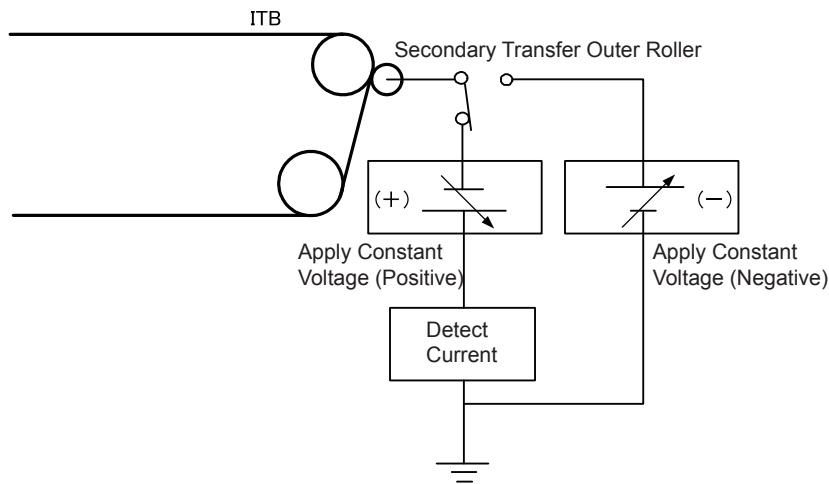 ITB
Secondary Transfer Outer Roller
(+)
(−)
Apply Constant
Voltage (Positive)
Apply Constant
Voltage (Negative)
Detect
Current